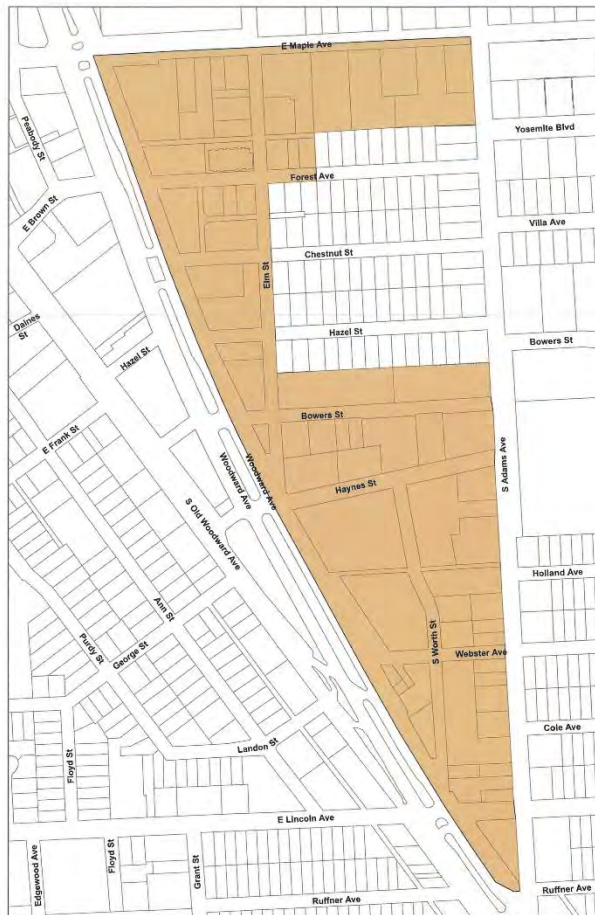 E Maple Ave
Peabody St
Yosemite Blvd
Forest Ave
E Brown St
Villa Ave
Chestnut St
Elm St
Daines St
Hazel St
Bowers St
Hazel St
Bowers St
E Frank St
S Adams Ave
Woodward Ave
Woodward Ave
Haynes St
S Old Woodward Ave
Holland Ave
Ann St
Purdy St
George St
S Worth St
Webster Ave
Cole Ave
Landon St
Floyd St
E Lincoln Ave
Edgewood Ave
Floyd St
Grant St
Ruffner Ave
Ruffner Ave